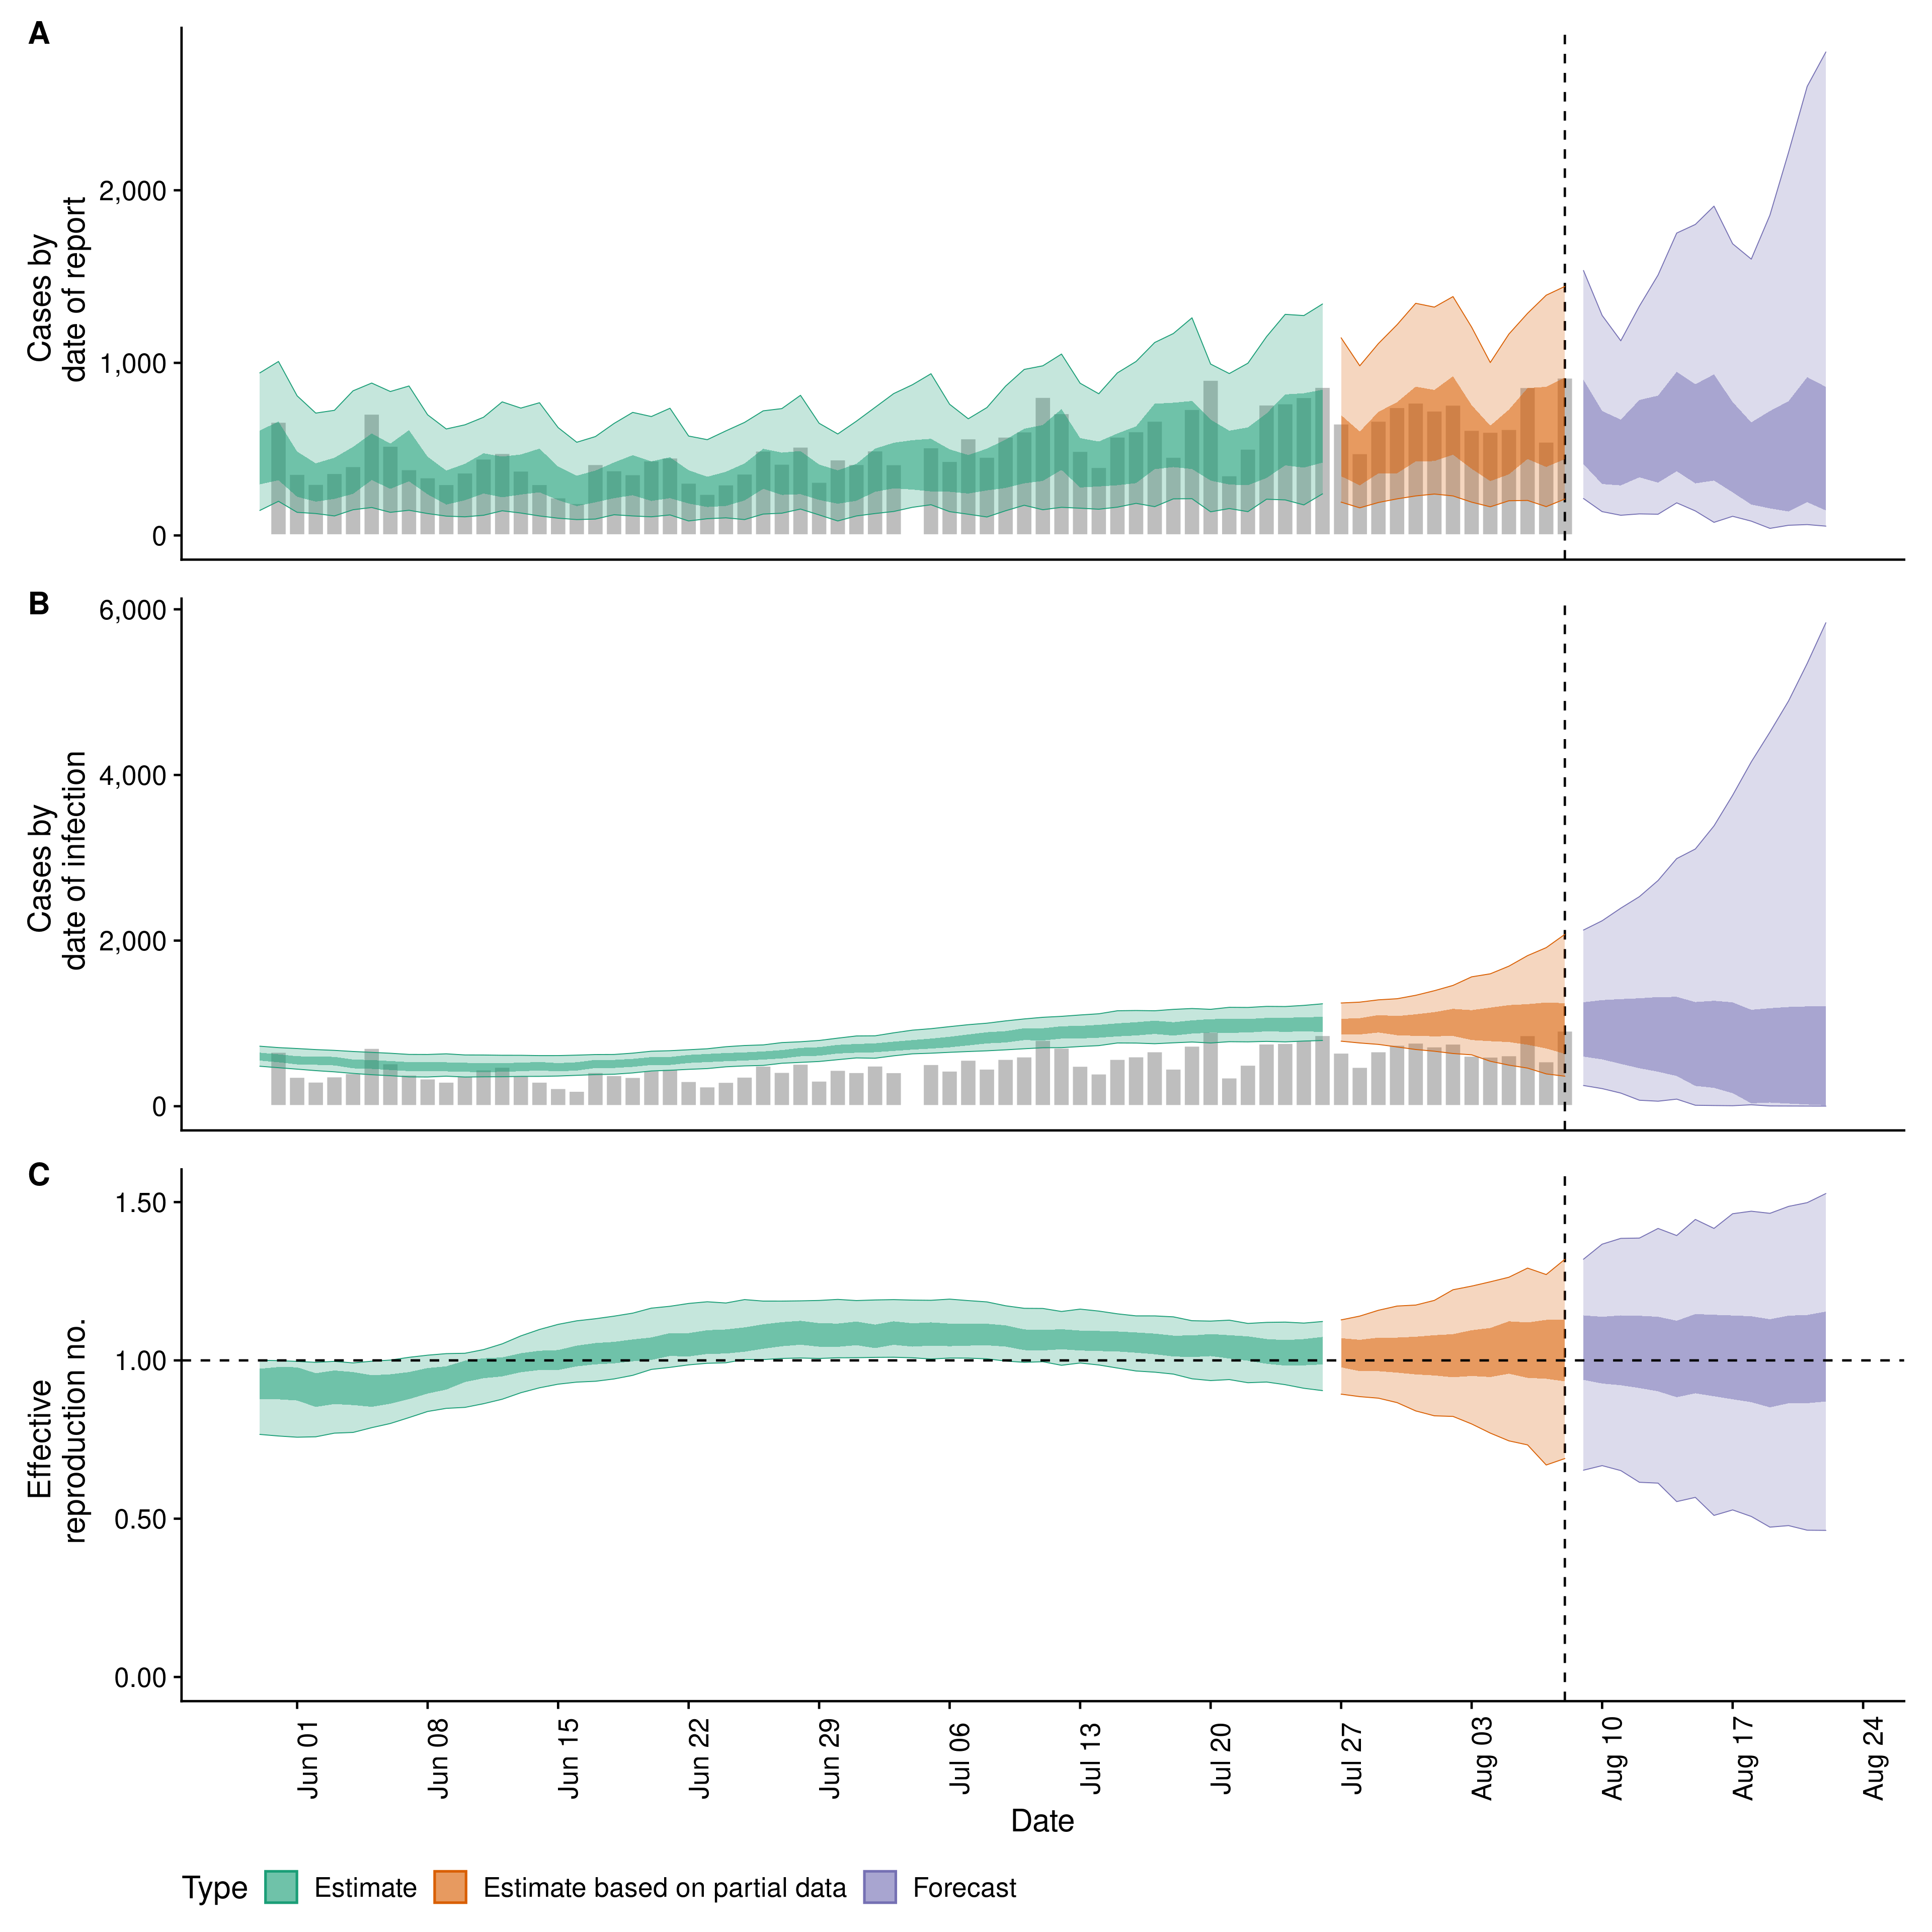 A
Cases by
date of report
2,000
1,000
0
B
Cases by
date of infection
6,000
4,000
2,000
0
C
Effective
reproduction no.
1.50
1.00
0.50
0.00
Jun 01
Jun 08
Jun 15
Jun 22
Jun 29
Jul 06
Jul 13
Jul 20
Jul 27
Aug 03
Aug 10
Aug 17
Aug 24
Date
Type Estimate Estimate based on partial data Forecast